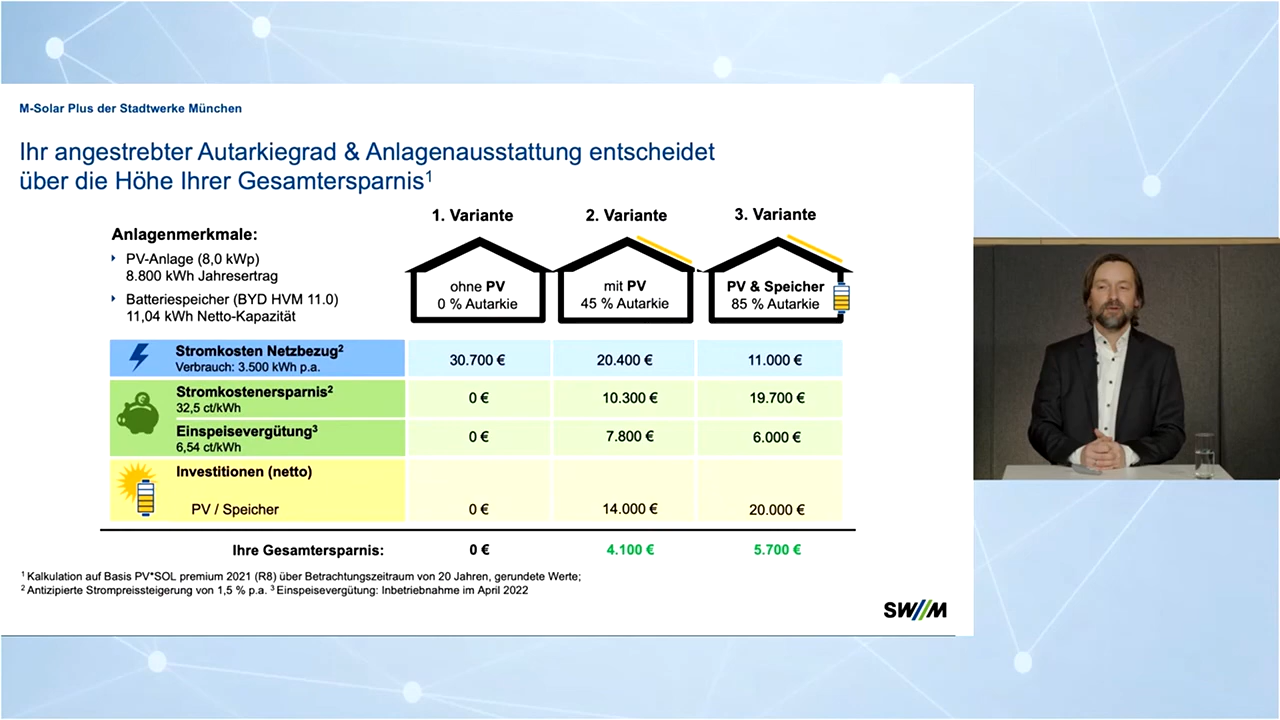 M-Solar Plus der Stadtwerke München
Ihr angestrebter Autarkiegrad & Anlagenausstattung entscheidet
über die Höhe Ihrer Gesamtersparnis¹
1. Variante 2. Variante 3. Variante
Anlagenmerkmale:
PV-Anlage (8,0 kWp)
8.800 kWh Jahresertrag
Batteriespeicher (BYD HVM 11.0)
11,04 kWh Netto-Kapazität
ohne PV
0 % Autarkie
mit PV
45 % Autarkie
PV & Speicher
85 % Autarkie
Stromkosten Netzbezug² 30.700 € 20.400 € 11.000 €
Verbrauch: 3.500 kWh p.a.
Stromkostenersparnis² 0 € 10.300 € 19.700 €
32,5 ct/kWh
Einspeisevergütung³ 0 € 7.800 € 6.000 €
6,54 ct/kWh
Investitionen (netto)
PV / Speicher 0 € 14.000 € 20.000 €
Ihre Gesamtersparnis: 0 € 4.100 € 5.700 €
¹ Kalkulation auf Basis PV*SOL premium 2021 (R8) über Betrachtungszeitraum von 20 Jahren, gerundete Werte;
² Antizipierte Strompreissteigerung von 1,5 % p.a. ³ Einspeisevergütung: Inbetriebnahme im April 2022
SW//M